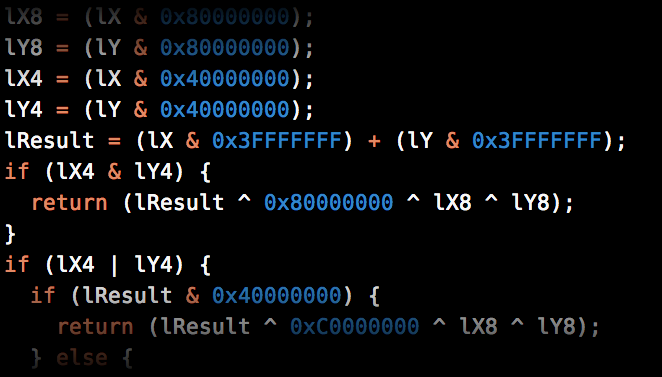 lX8 = (lX & 0x80000000);
lY8 = (lY & 0x80000000);
lX4 = (lX & 0x40000000);
lY4 = (lY & 0x40000000);
lResult = (lX & 0x3FFFFFFF) + (lY & 0x3FFFFFFF);
if (lX4 & lY4) {
return (lResult ^ 0x80000000 ^ lX8 ^ lY8);
}
if (lX4 | lY4) {
if (lResult & 0x40000000) {
return (lResult ^ 0xC0000000 ^ lX8 ^ lY8);
} else {